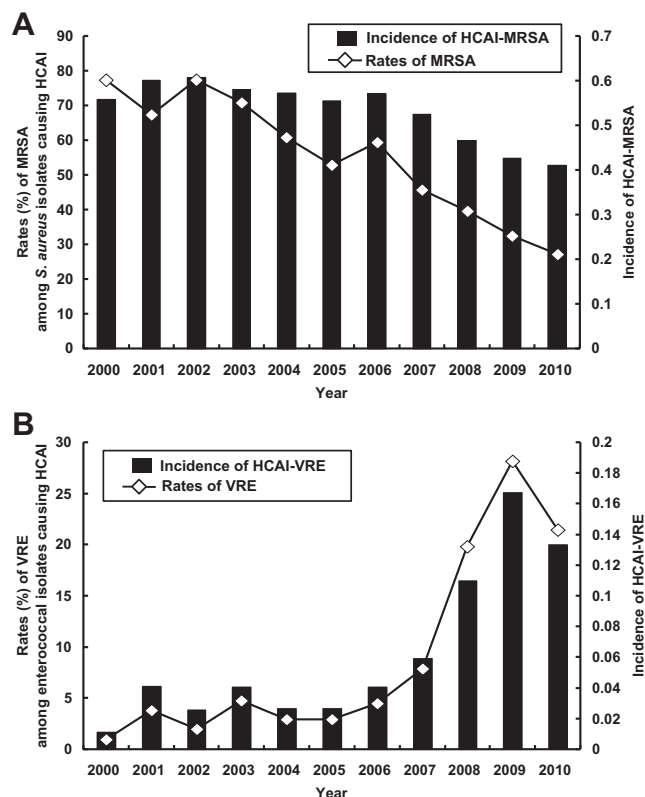 A
Incidence of HCAI-MRSA
Rates of MRSA
Rates (%) of MRSA
among S. aureus isolates causing HCAI
90
80
70
60
50
40
30
20
10
0
0.7
0.6
0.5
0.4
0.3
0.2
0.1
0
Incidence of HCAI-MRSA
2000 2001 2002 2003 2004 2005 2006 2007 2008 2009 2010
Year
B
Incidence of HCAI-VRE
Rates of VRE
Rates (%) of VRE
among enterococcal isolates causing HCAI
30
25
20
15
10
5
0
0.2
0.18
0.16
0.14
0.12
0.1
0.08
0.06
0.04
0.02
0
Incidence of HCAI-VRE
2000 2001 2002 2003 2004 2005 2006 2007 2008 2009 2010
Year